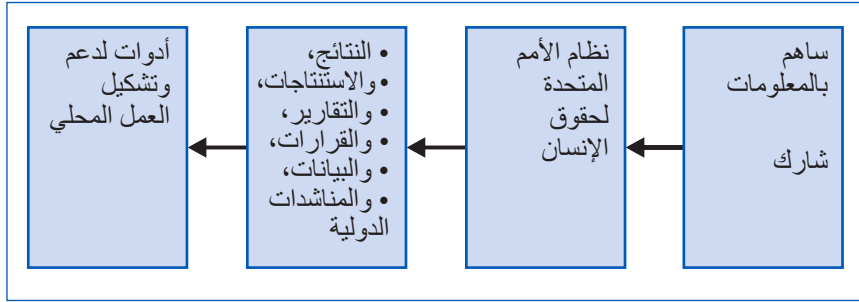 ساهم
بالمعلومات
شارك
نظام الأمم
المتحدة
لحقوق
الإنسان
• النتائج،
• والاستنتاجات،
• والتقارير،
• والقرارات،
• والبيانات،
• والمناشدات
الدولية
أدوات لدعم
وتشكيل
العمل المحلي